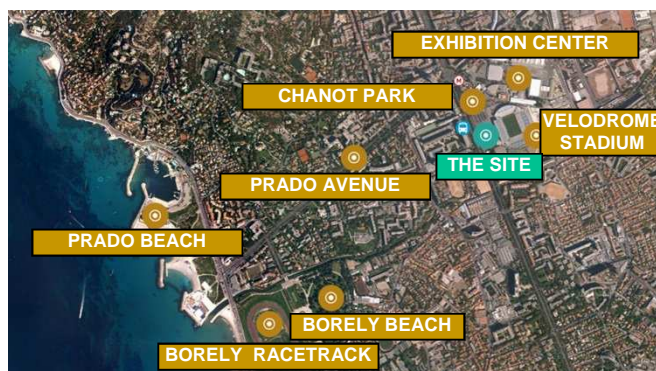 EXHIBITION CENTER
CHANOT PARK
M
VELODROME
STADIUM
THE SITE
PRADO AVENUE
PRADO BEACH
BORELY BEACH
BORELY RACETRACK